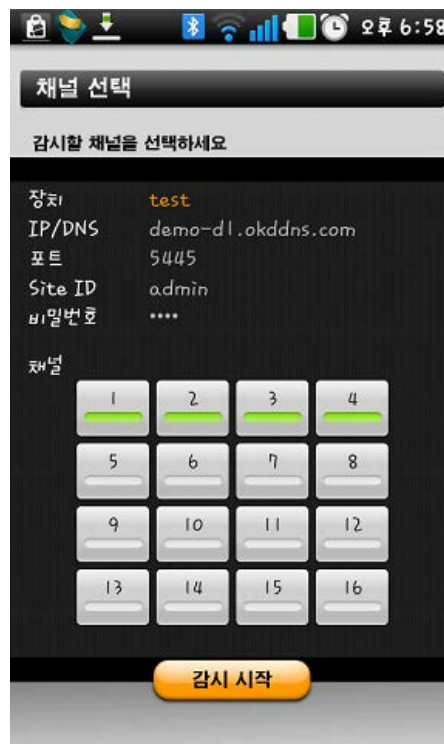 오후 6:58
채널 선택
감시할 채널을 선택하세요
장치 test
IP/DNS demo-d1.okddns.com
포트 5445
Site ID admin
비밀번호 ••••
채널
1 2 3 4
5 6 7 8
9 10 11 12
13 14 15 16
감시 시작